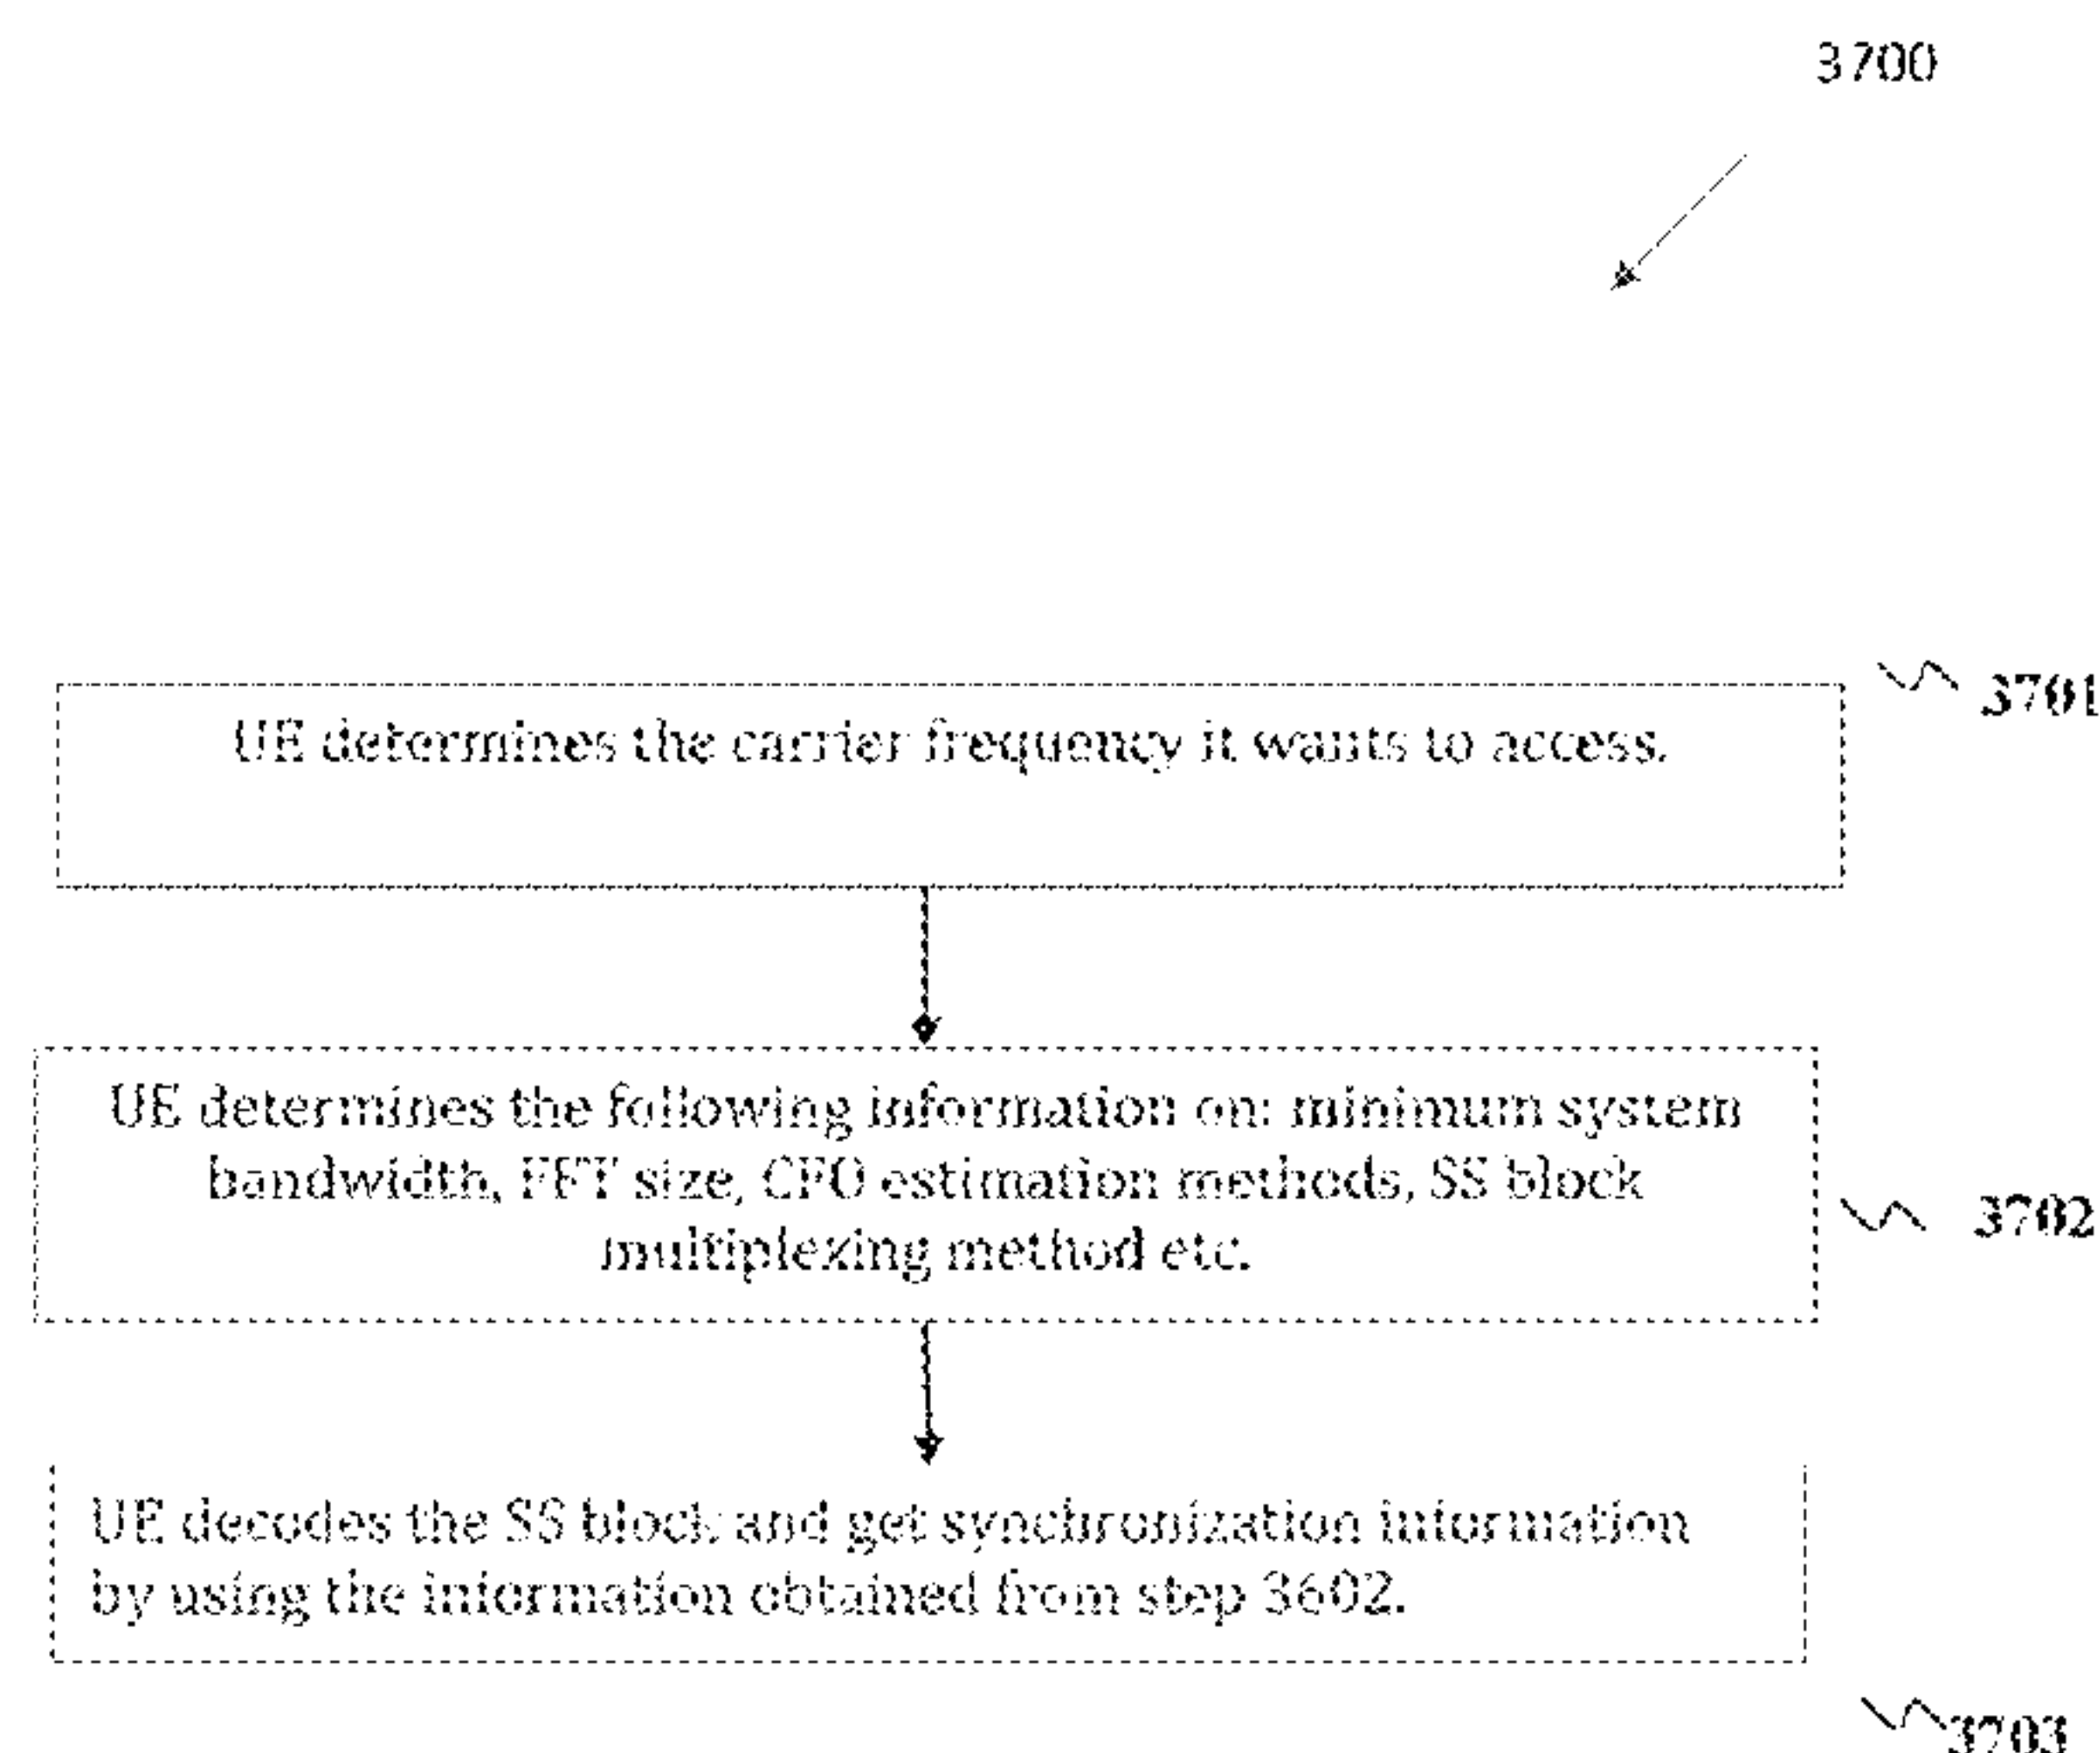 3700
UE determines the carrier frequency it wants to access.
3701
UE determines the following information on: minimum system
bandwidth, FFT size, CFO estimation methods, SS block
multiplexing method etc.
3702
UE decodes the SS block and get synchronization information
by using the information obtained from step 3602.
3703